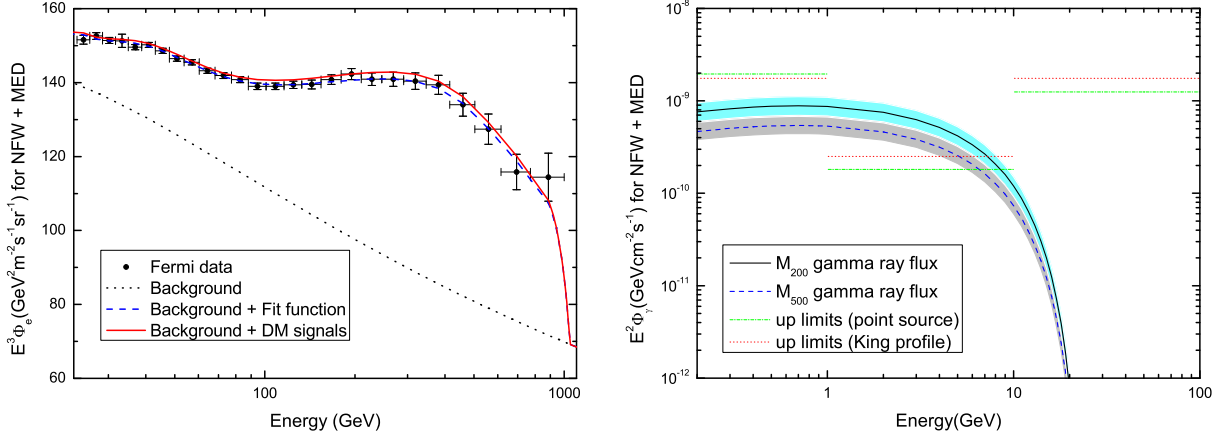 E³Φₑ(GeV²m⁻²s⁻¹sr⁻¹) for NFW + MED
160
140
120
100
80
60
100
1000
Energy (GeV)
Fermi data
Background
Background + Fit function
Background + DM signals
E²Φᵧ(GeVcm⁻²s⁻¹) for NFW + MED
10⁻⁸
10⁻⁹
10⁻¹⁰
10⁻¹¹
10⁻¹²
1
10
100
Energy(GeV)
M₂₀₀ gamma ray flux
M₅₀₀ gamma ray flux
up limits (point source)
up limits (King profile)